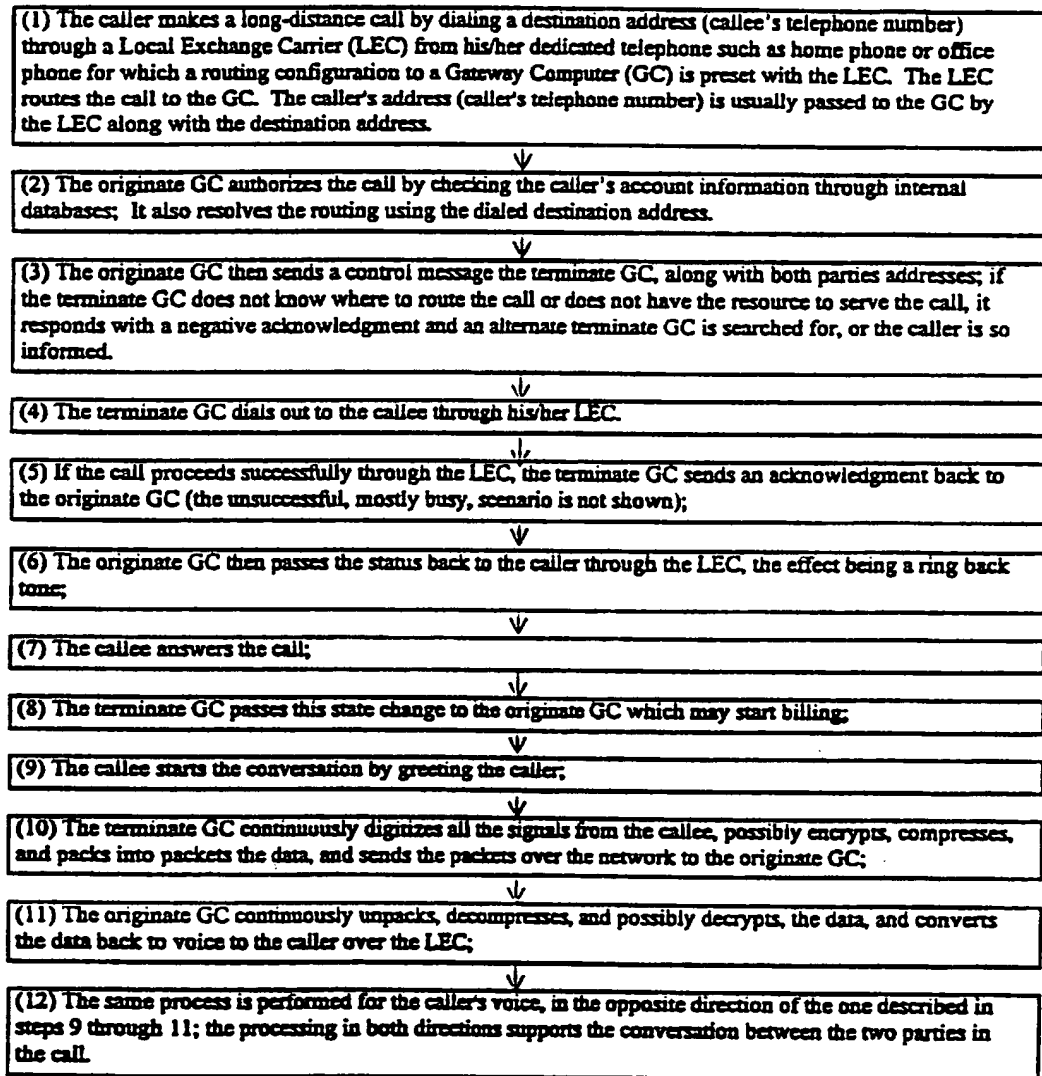 (1) The caller makes a long-distance call by dialing a destination address (callee's telephone number)
through a Local Exchange Carrier (LEC) from his/her dedicated telephone such as home phone or office
phone for which a routing configuration to a Gateway Computer (GC) is preset with the LEC. The LEC
routes the call to the GC. The caller's address (caller's telephone number) is usually passed to the GC by
the LEC along with the destination address.
(2) The originate GC authorizes the call by checking the caller's account information through internal
databases; It also resolves the routing using the dialed destination address.
(3) The originate GC then sends a control message the terminate GC, along with both parties addresses; if
the terminate GC does not know where to route the call or does not have the resource to serve the call, it
responds with a negative acknowledgment and an alternate terminate GC is searched for, or the caller is so
informed.
(4) The terminate GC dials out to the callee through his/her LEC.
(5) If the call proceeds successfully through the LEC, the terminate GC sends an acknowledgment back to
the originate GC (the unsuccessful, mostly busy, scenario is not shown);
(6) The originate GC then passes the status back to the caller through the LEC, the effect being a ring back
tone;
(7) The callee answers the call;
(8) The terminate GC passes this state change to the originate GC which may start billing;
(9) The callee starts the conversation by greeting the caller;
(10) The terminate GC continuously digitizes all the signals from the callee, possibly encrypts, compresses,
and packs into packets the data, and sends the packets over the network to the originate GC;
(11) The originate GC continuously unpacks, decompresses, and possibly decrypts, the data, and converts
the data back to voice to the caller over the LEC;
(12) The same process is performed for the caller's voice, in the opposite direction of the one described in
steps 9 through 11; the processing in both directions supports the conversation between the two parties in
the call.